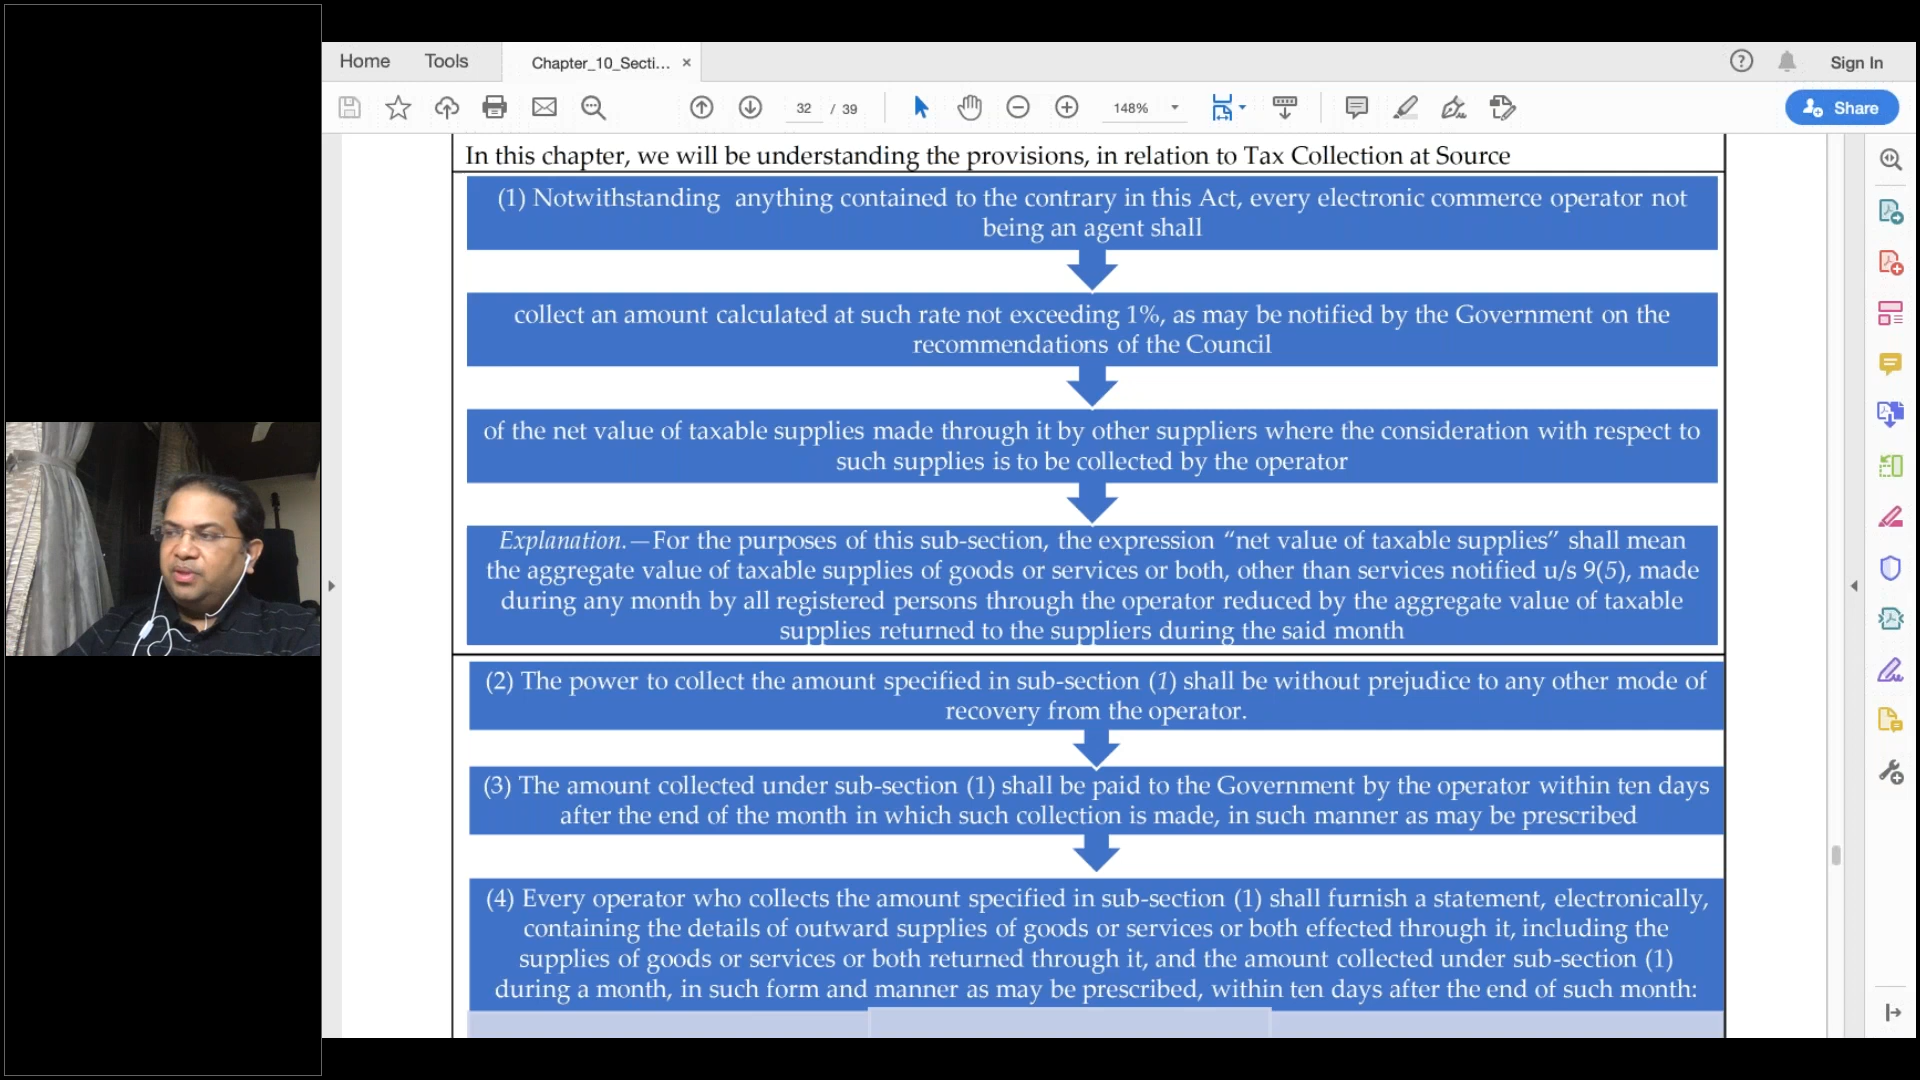 Home Tools Chapter_10_Secti... × Sign In
32 / 39 148% Share
In this chapter, we will be understanding the provisions, in relation to Tax Collection at Source
(1) Notwithstanding anything contained to the contrary in this Act, every electronic commerce operator not
being an agent shall
collect an amount calculated at such rate not exceeding 1%, as may be notified by the Government on the
recommendations of the Council
of the net value of taxable supplies made through it by other suppliers where the consideration with respect to
such supplies is to be collected by the operator
Explanation.—For the purposes of this sub-section, the expression “net value of taxable supplies” shall mean
the aggregate value of taxable supplies of goods or services or both, other than services notified u/s 9(5), made
during any month by all registered persons through the operator reduced by the aggregate value of taxable
supplies returned to the suppliers during the said month
(2) The power to collect the amount specified in sub-section (1) shall be without prejudice to any other mode of
recovery from the operator.
(3) The amount collected under sub-section (1) shall be paid to the Government by the operator within ten days
after the end of the month in which such collection is made, in such manner as may be prescribed
(4) Every operator who collects the amount specified in sub-section (1) shall furnish a statement, electronically,
containing the details of outward supplies of goods or services or both effected through it, including the
supplies of goods or services or both returned through it, and the amount collected under sub-section (1)
during a month, in such form and manner as may be prescribed, within ten days after the end of such month: